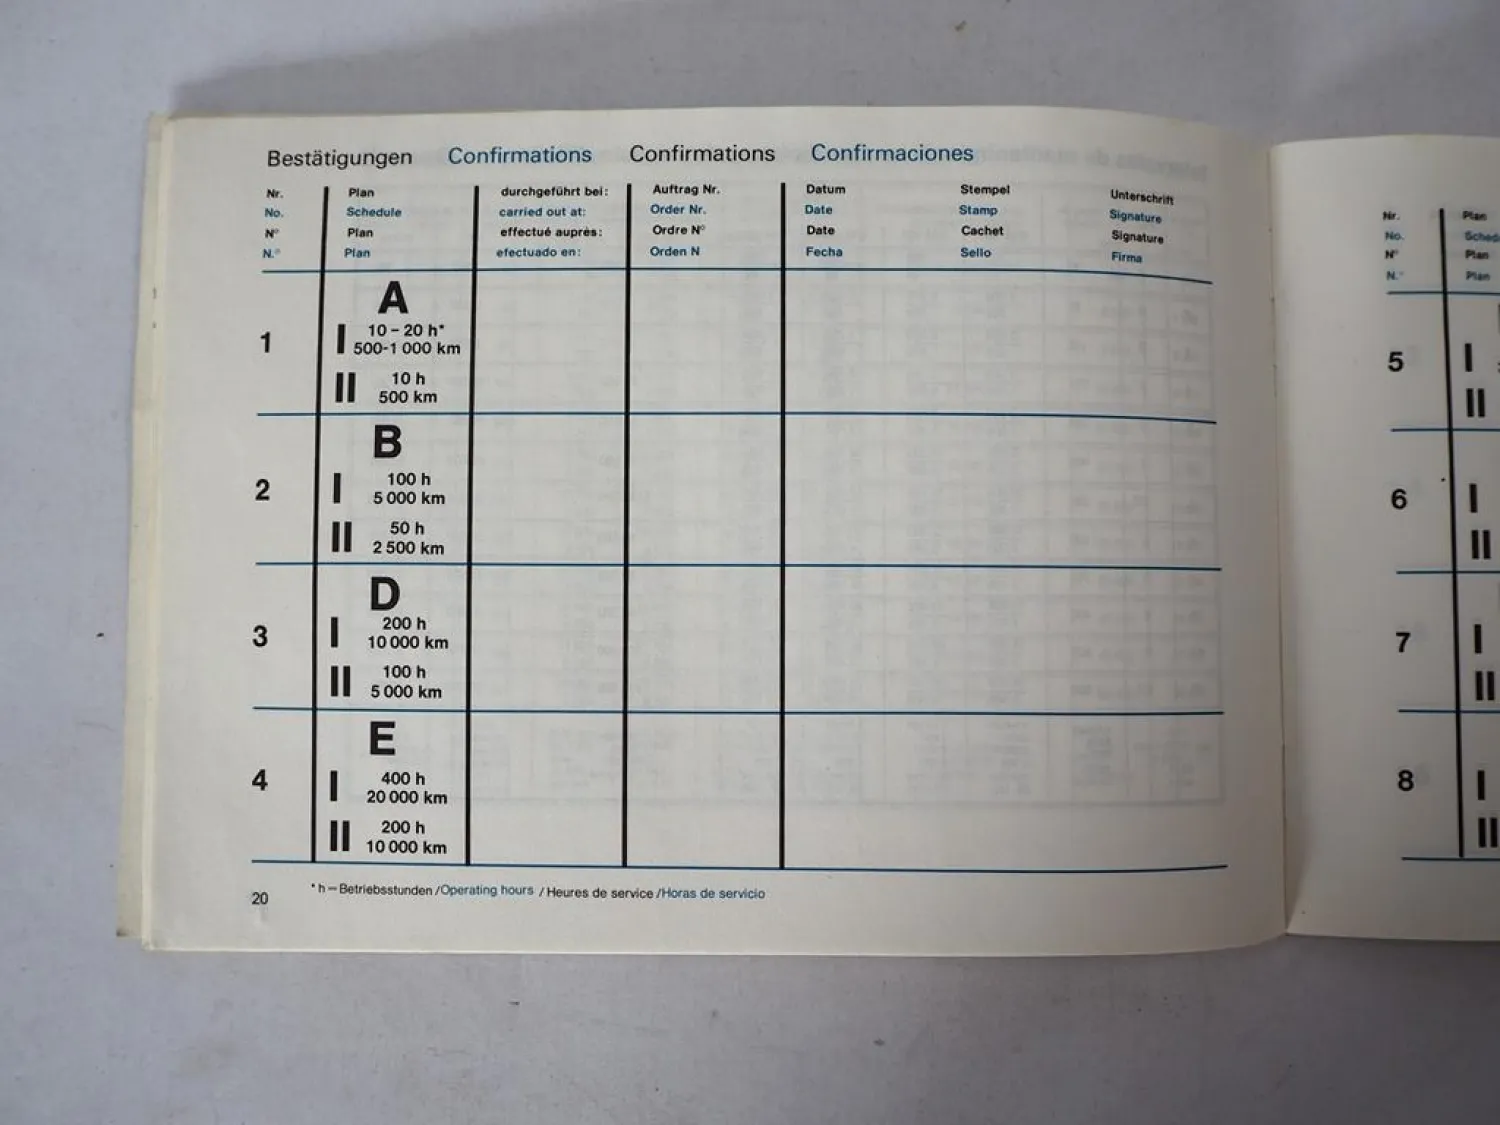 Bestätigungen Confirmations Confirmations Confirmaciones
Nr. Plan durchgeführt bei: Auftrag Nr. Datum Stempel Unterschrift
No. Schedule carried out at: Order Nr. Date Stamp Signature
N° Plan effectué auprès: Ordre N° Date Cachet Signature
N.° Plan efectuado en: Orden N Fecha Sello Firma
A
1 I 10 – 20 h*
500-1 000 km
II 10 h
500 km
B
2 I 100 h
5 000 km
II 50 h
2 500 km
D
3 I 200 h
10 000 km
II 100 h
5 000 km
E
4 I 400 h
20 000 km
II 200 h
10 000 km
* h = Betriebsstunden / Operating hours / Heures de service / Horas de servicio
20
Nr. Plan
No.
N° Plan
N.° Plan
5 I
II
6 I
II
7 I
II
8 I
II